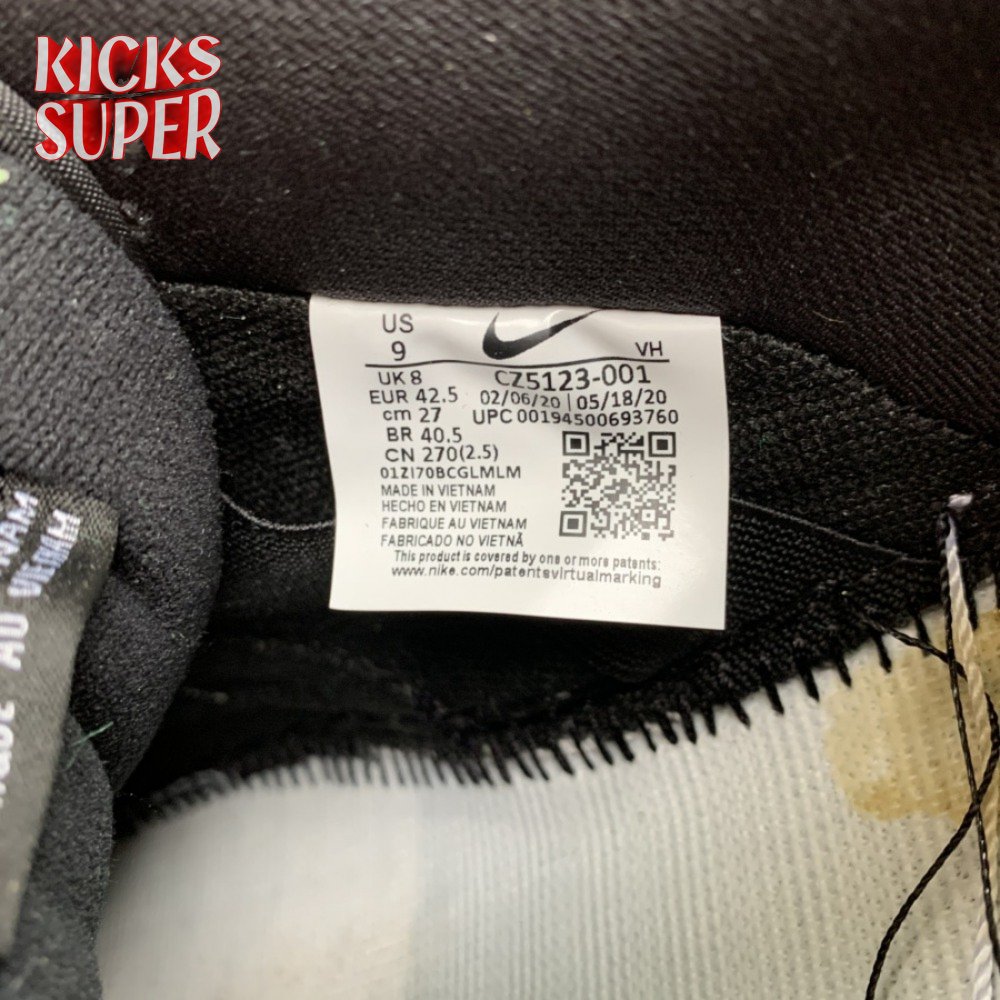 KICKS
SUPER
US
9
VH
UK 8
CZ5123-001
EUR 42.5
02/06/20 | 05/18/20
cm 27
UPC 00194500693760
BR 40.5
CN 270(2.5)
01ZI70BCGLMLM
MADE IN VIETNAM
HECHO EN VIETNAM
FABRIQUE AU VIETNAM
FABRICADO NO VIETNÃ
This product is covered by one or more patents:
www.nike.com/patentsvirtualmarking
AU